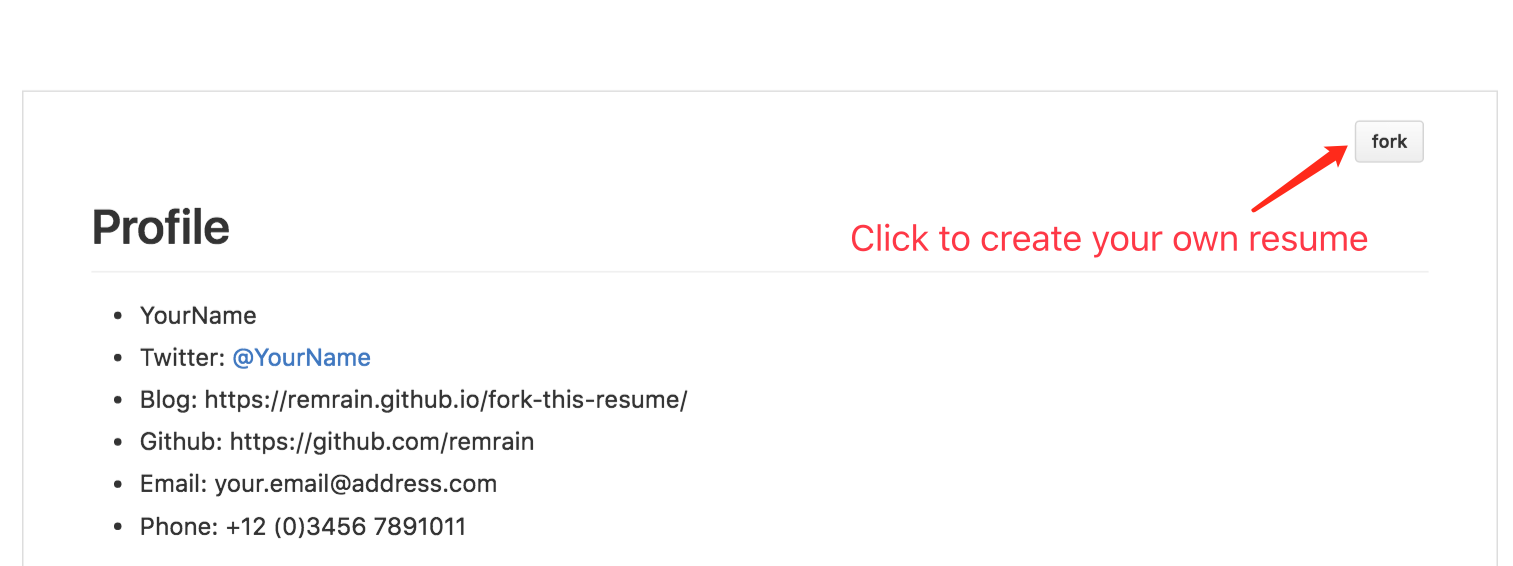 fork
Profile
Click to create your own resume
YourName
Twitter: @YourName
Blog: https://remrain.github.io/fork-this-resume/
Github: https://github.com/remrain
Email: your.email@address.com
Phone: +12 (0)3456 7891011